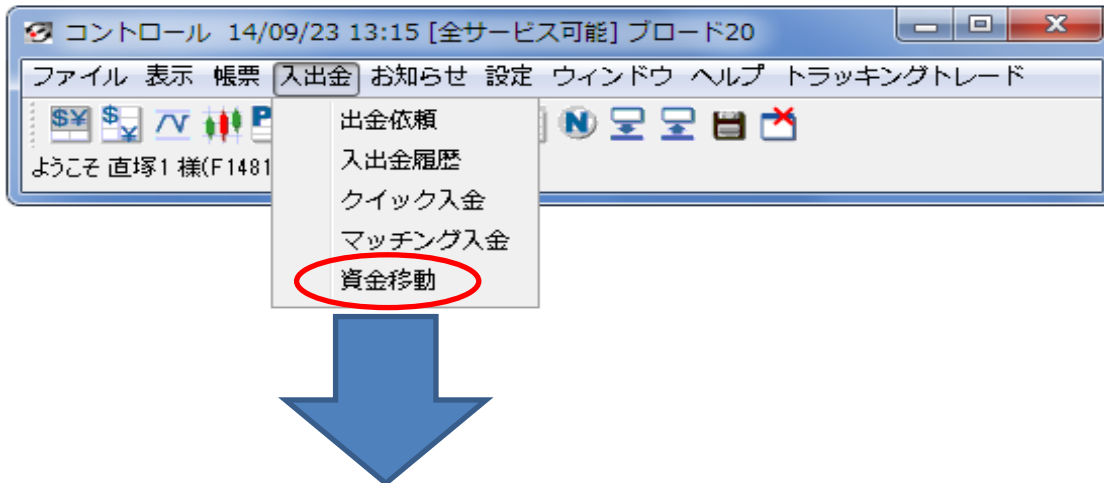 コントロール 14/09/23 13:15 [全サービス可能] ブロード20
ファイル 表示 帳票 入出金 お知らせ 設定 ウィンドウ ヘルプ トラッキングトレード
ようこそ 直塚1 様(F1481
出金依頼
入出金履歴
クイック入金
マッチング入金
資金移動